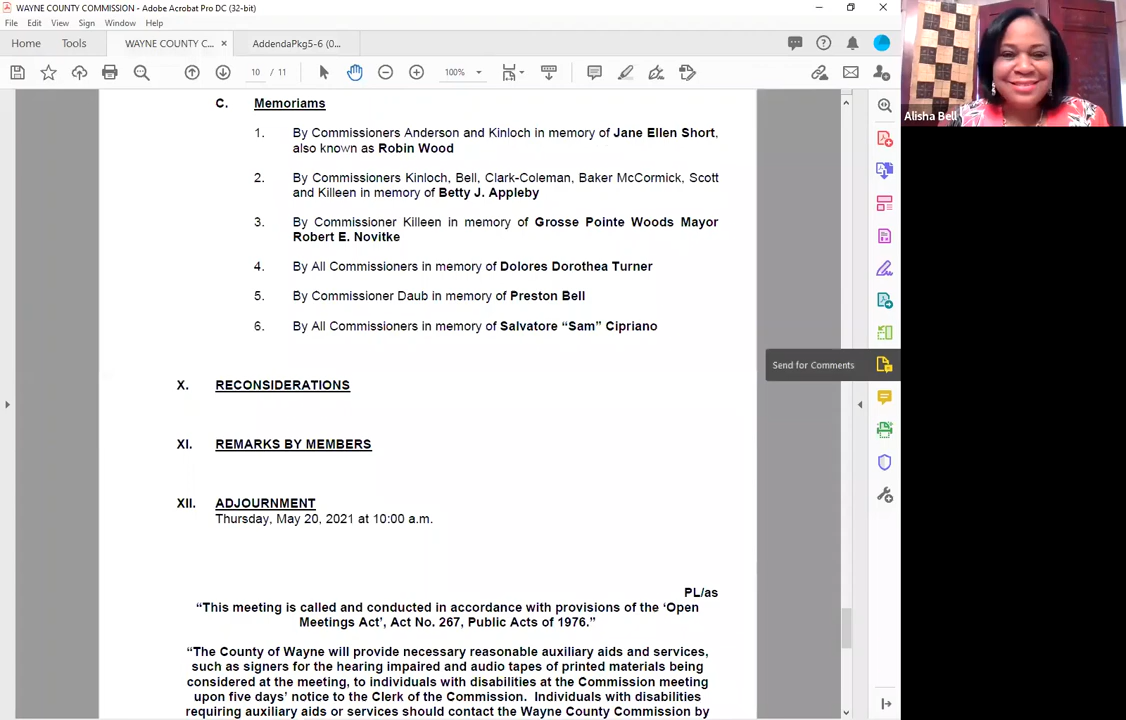 WAYNE COUNTY COMMISSION - Adobe Acrobat Pro DC (32-bit)
File Edit View Sign Window Help
Home Tools WAYNE COUNTY C... × AddendaPkg5-6 (0...
10 / 11 100%
Alisha Bell
C. Memoriams
1. By Commissioners Anderson and Kinloch in memory of Jane Ellen Short,
also known as Robin Wood
2. By Commissioners Kinloch, Bell, Clark-Coleman, Baker McCormick, Scott
and Killeen in memory of Betty J. Appleby
3. By Commissioner Killeen in memory of Grosse Pointe Woods Mayor
Robert E. Novitke
4. By All Commissioners in memory of Dolores Dorothea Turner
5. By Commissioner Daub in memory of Preston Bell
6. By All Commissioners in memory of Salvatore “Sam” Cipriano
Send for Comments
X. RECONSIDERATIONS
XI. REMARKS BY MEMBERS
XII. ADJOURNMENT
Thursday, May 20, 2021 at 10:00 a.m.
PL/as
“This meeting is called and conducted in accordance with provisions of the ‘Open
Meetings Act’, Act No. 267, Public Acts of 1976.”
“The County of Wayne will provide necessary reasonable auxiliary aids and services,
such as signers for the hearing impaired and audio tapes of printed materials being
considered at the meeting, to individuals with disabilities at the Commission meeting
upon five days’ notice to the Clerk of the Commission. Individuals with disabilities
requiring auxiliary aids or services should contact the Wayne County Commission by